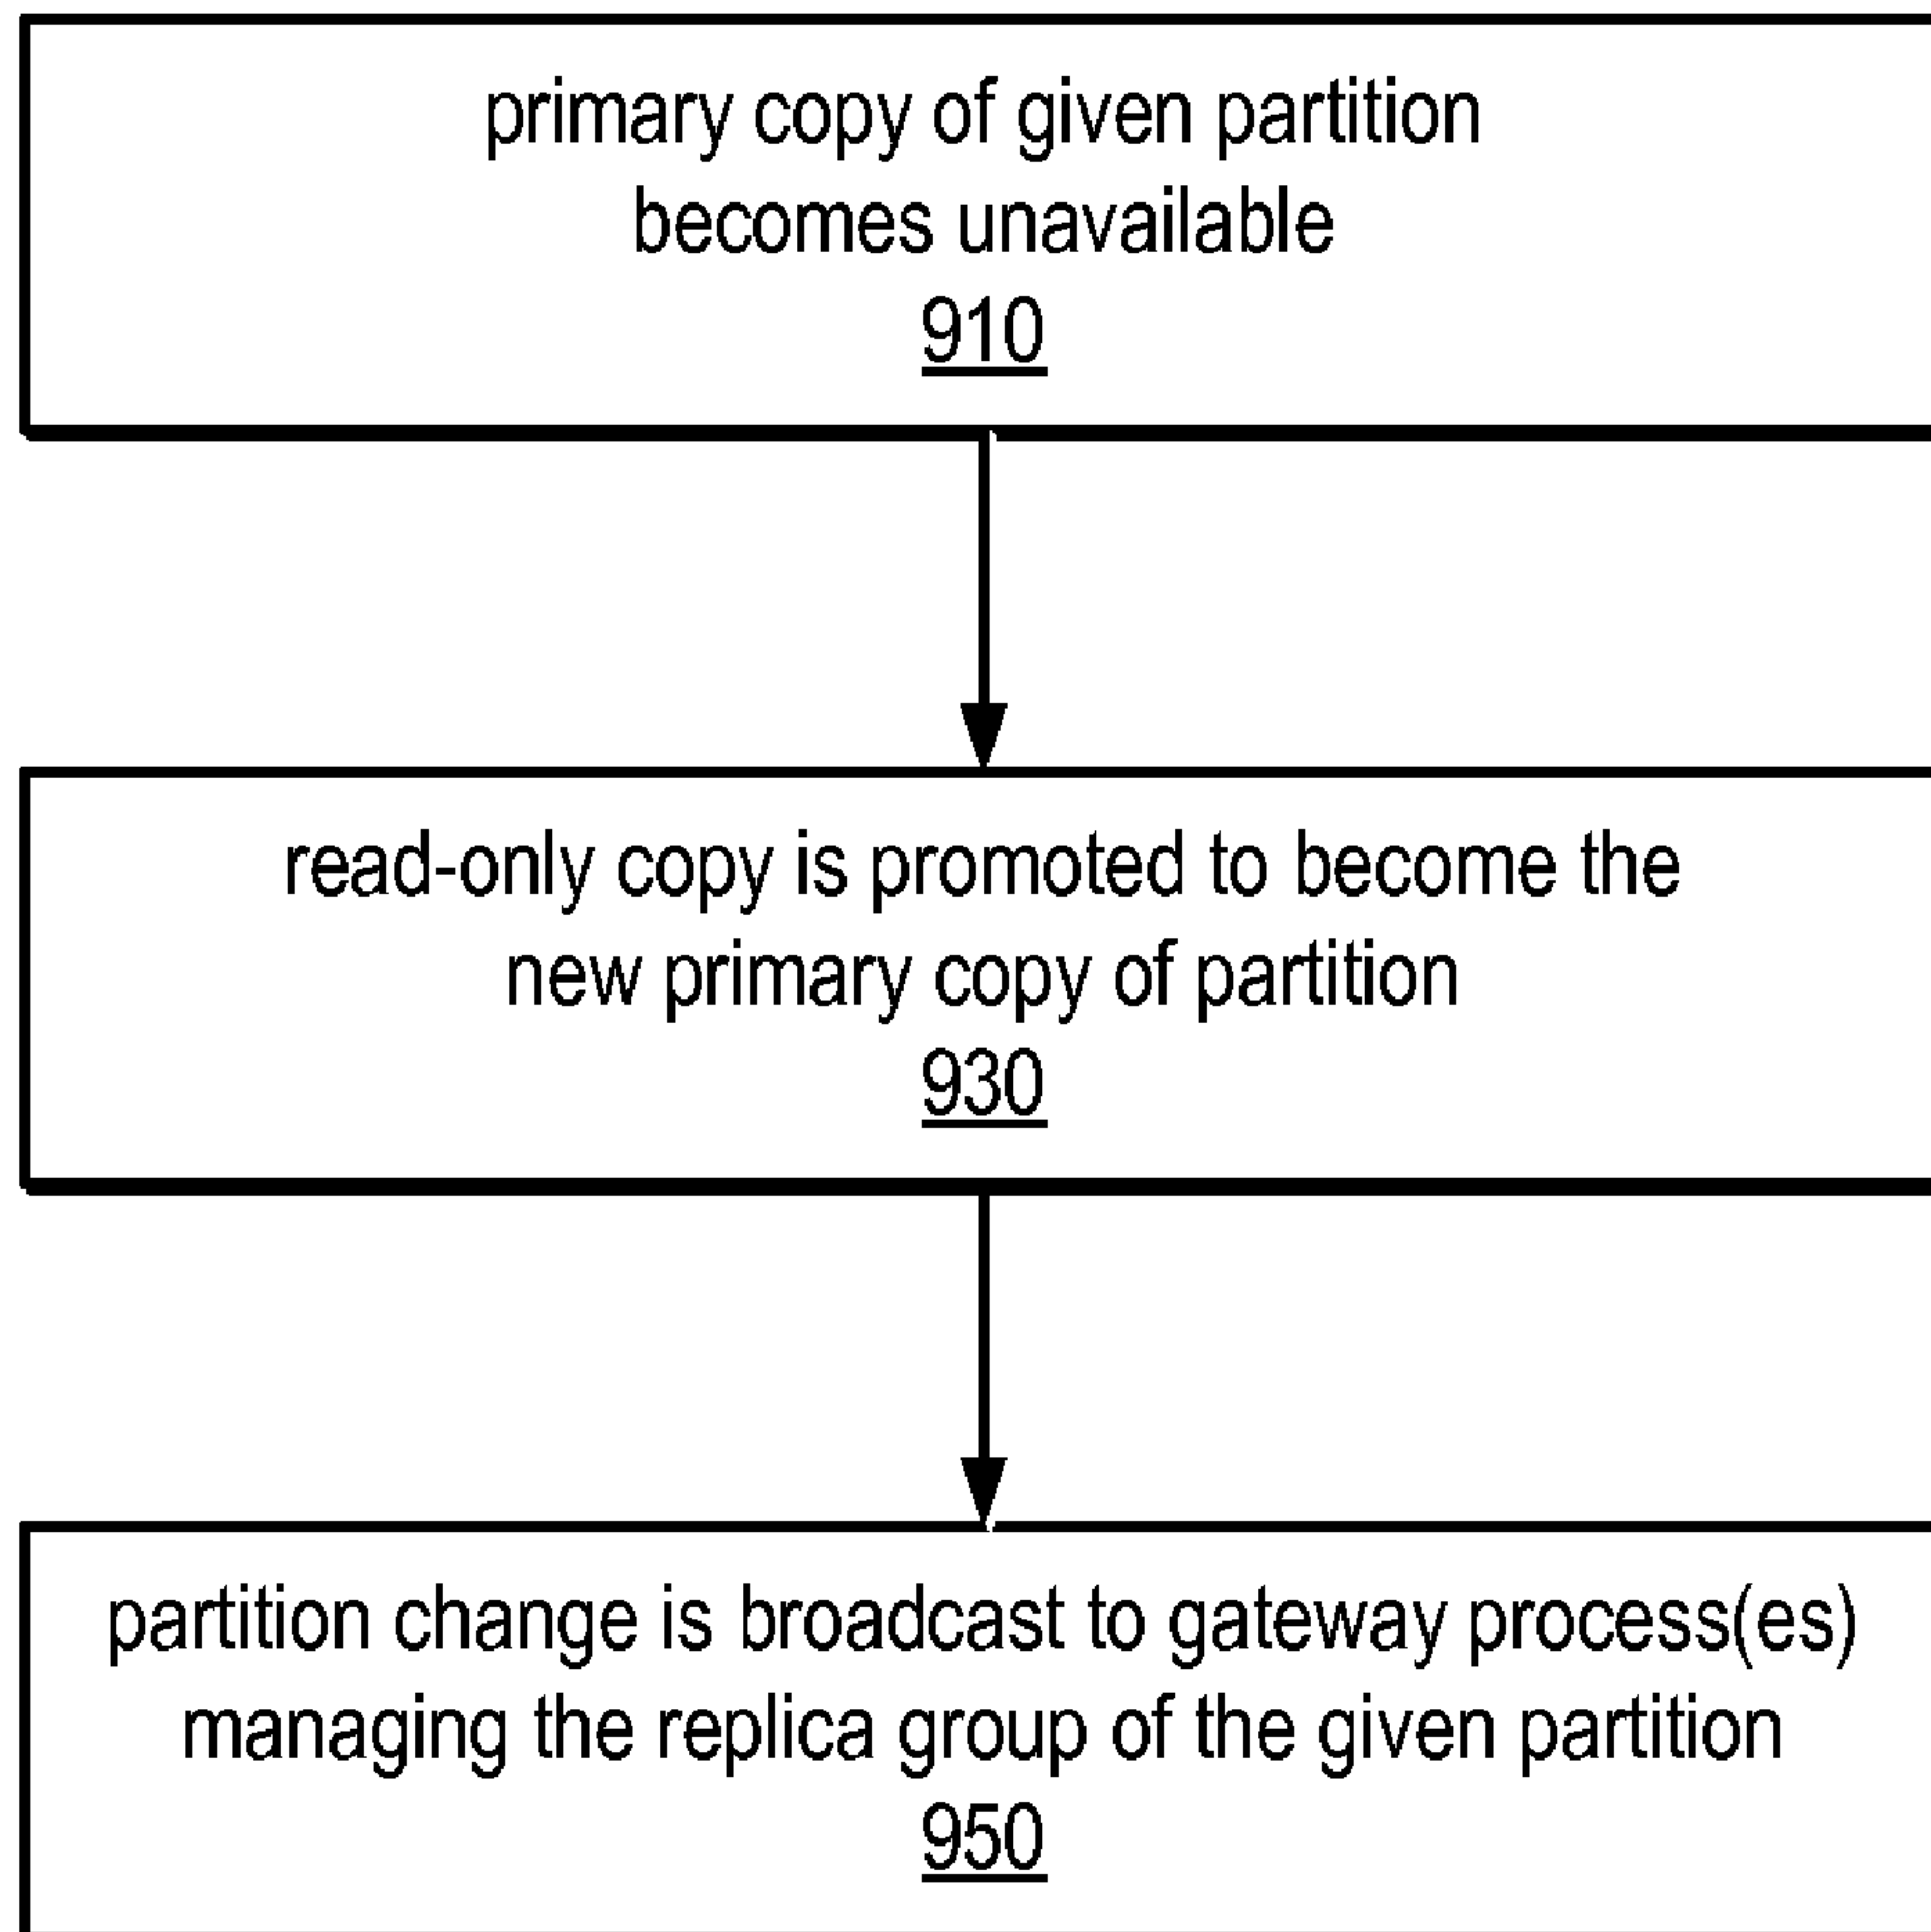 primary copy of given partition
becomes unavailable
910
read-only copy is promoted to become the
new primary copy of partition
930
partition change is broadcast to gateway process(es)
managing the replica group of the given partition
950